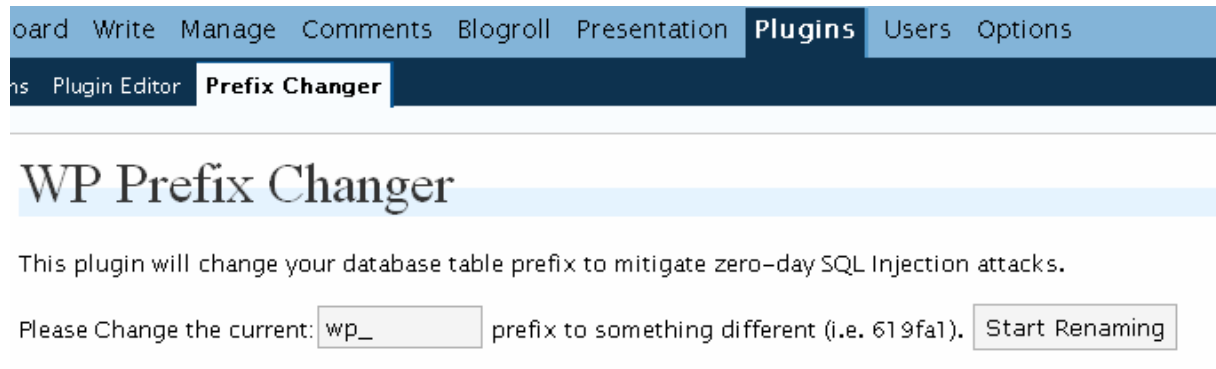 oard Write Manage Comments Blogroll Presentation Plugins Users Options
ns Plugin Editor Prefix Changer
WP Prefix Changer
This plugin will change your database table prefix to mitigate zero-day SQL Injection attacks.
Please Change the current: wp_ prefix to something different (i.e. 619fa1). Start Renaming